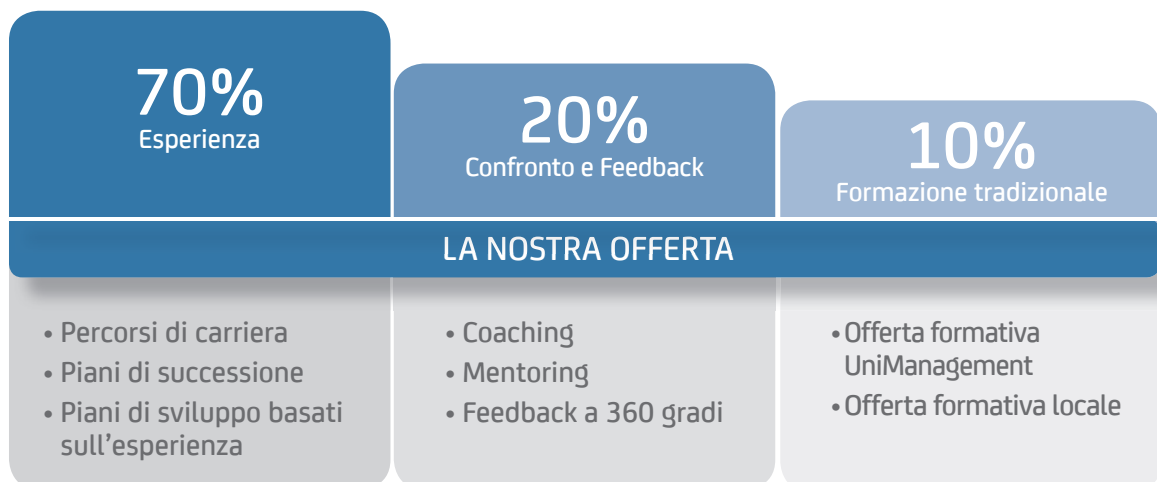 70%
Esperienza
20%
Confronto e Feedback
10%
Formazione tradizionale
LA NOSTRA OFFERTA
• Percorsi di carriera
• Piani di successione
• Piani di sviluppo basati
sull'esperienza
• Coaching
• Mentoring
• Feedback a 360 gradi
• Offerta formativa
UniManagement
• Offerta formativa locale